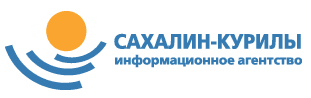 САХАЛИН-КУРИЛЫ
информационное агентство